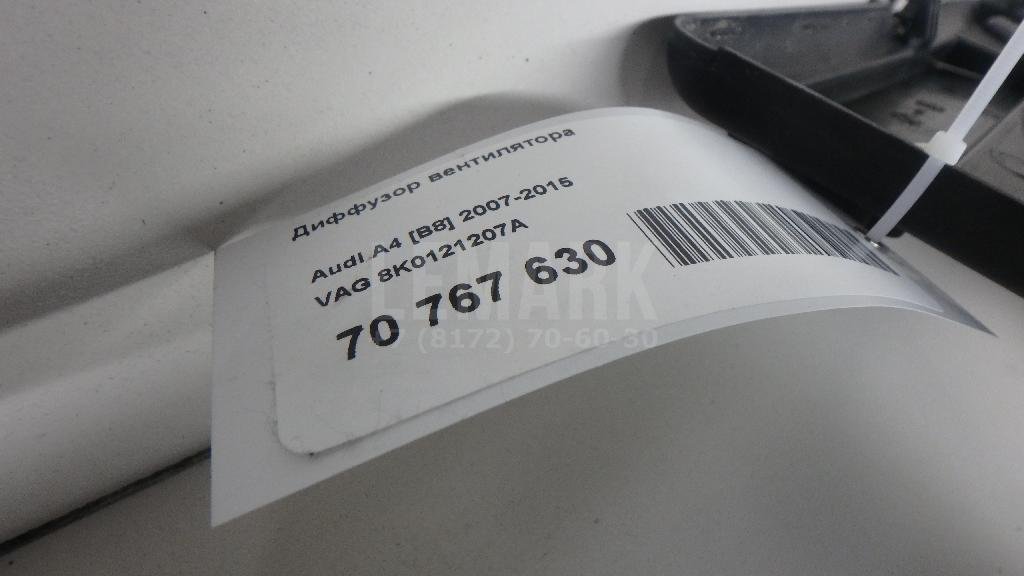 Диффузор вентилятора
Audi A4 [B8] 2007-2015
VAG 8K0121207A
70 767 630
LEMARK
(8172) 70-60-30